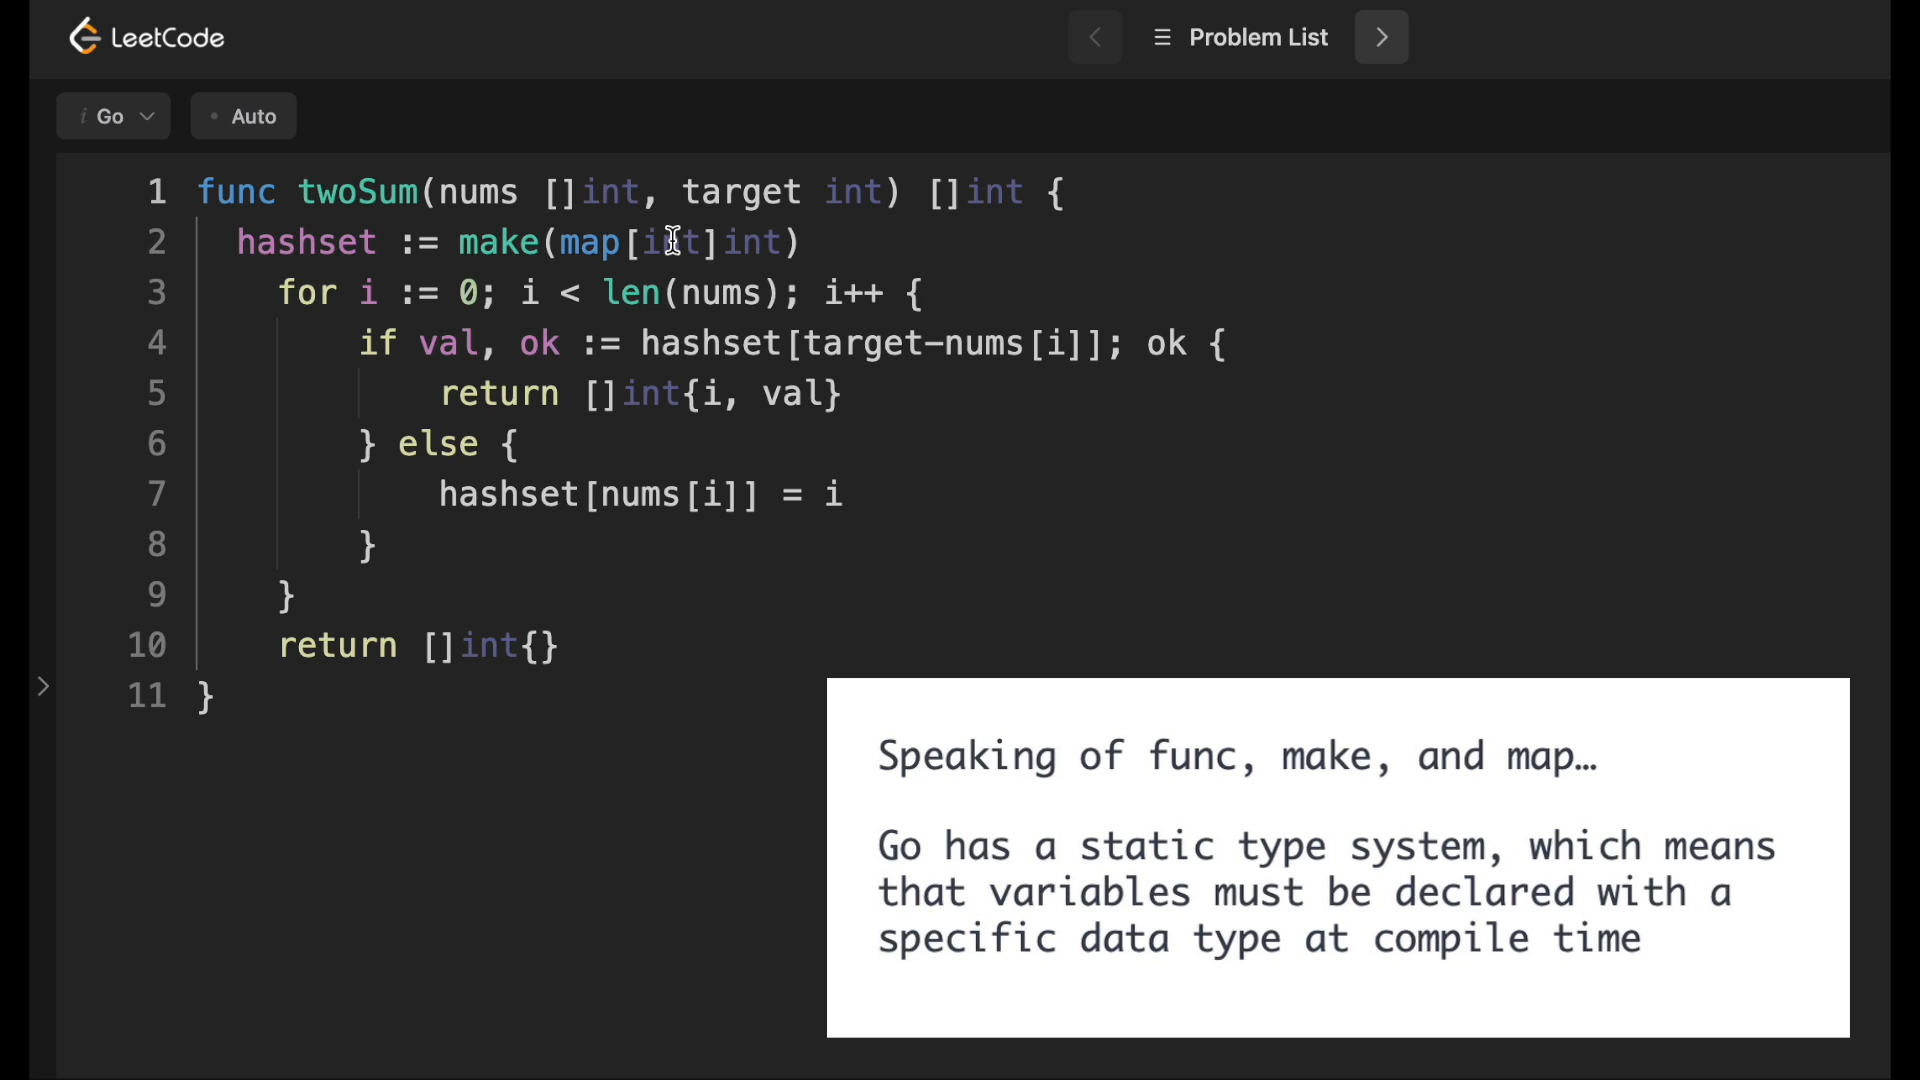 LeetCode
Problem List
i Go
Auto
1 func twoSum(nums []int, target int) []int {
2 hashset := make(map[int]int)
3 for i := 0; i < len(nums); i++ {
4 if val, ok := hashset[target-nums[i]]; ok {
5 return []int{i, val}
6 } else {
7 hashset[nums[i]] = i
8 }
9 }
10 return []int{}
11 }
Speaking of func, make, and map…
Go has a static type system, which means
that variables must be declared with a
specific data type at compile time